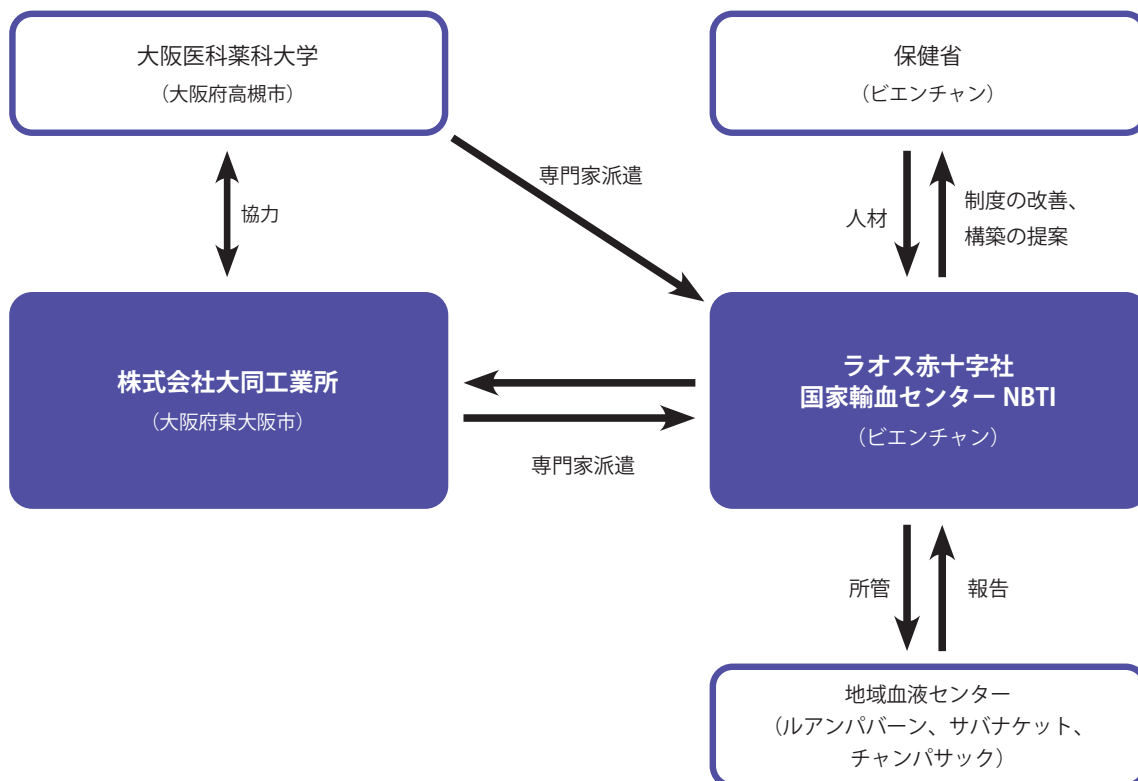 大阪医科薬科大学
（大阪府高槻市）
保健省
（ビエンチャン）
専門家派遣
協力
人材
制度の改善、
構築の提案
株式会社大同工業所
（大阪府東大阪市）
ラオス赤十字社
国家輸血センター NBTI
（ビエンチャン）
専門家派遣
所管
報告
地域血液センター
（ルアンパバーン、サバナケット、
チャンパサック）